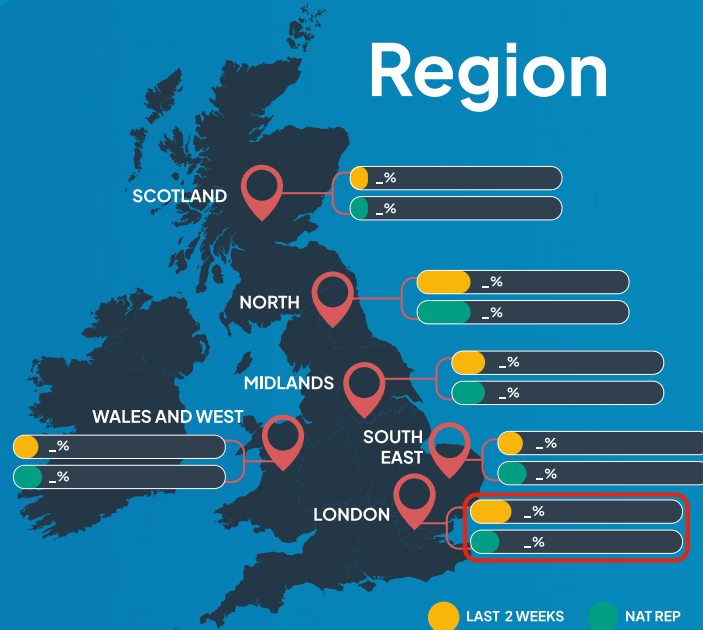 Region
SCOTLAND
_%
_%
NORTH
_%
_%
MIDLANDS
_%
_%
WALES AND WEST
_%
_%
SOUTH
EAST
_%
_%
LONDON
_%
_%
LAST 2 WEEKS
NAT REP